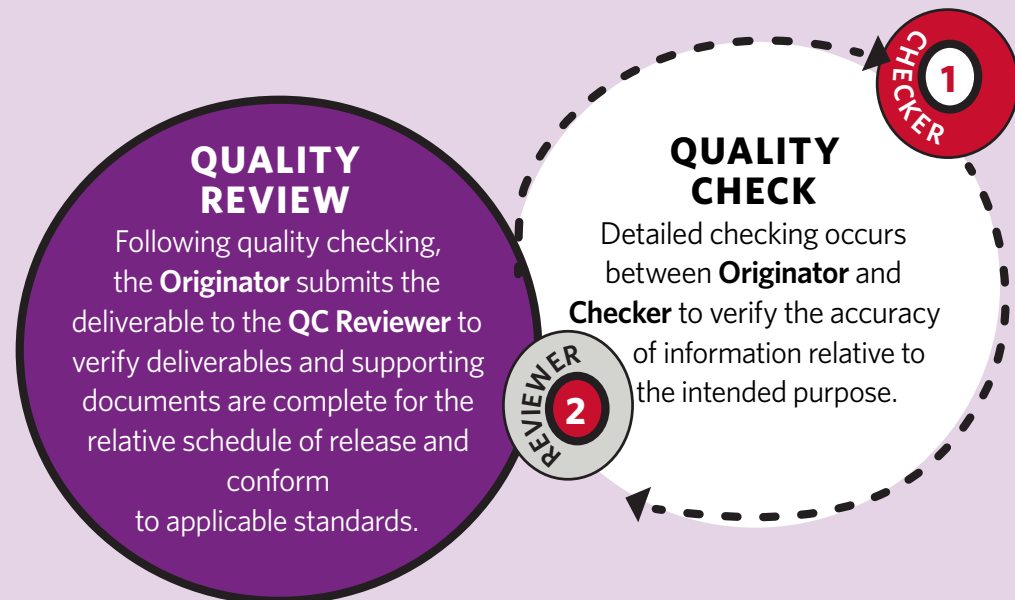 QUALITY
REVIEW
Following quality checking,
the Originator submits the
deliverable to the QC Reviewer to
verify deliverables and supporting
documents are complete for the
relative schedule of release and
conform
to applicable standards.
QUALITY
CHECK
Detailed checking occurs
between Originator and
Checker to verify the accuracy
of information relative to
the intended purpose.
CHECKER
1
REVIEWER
2